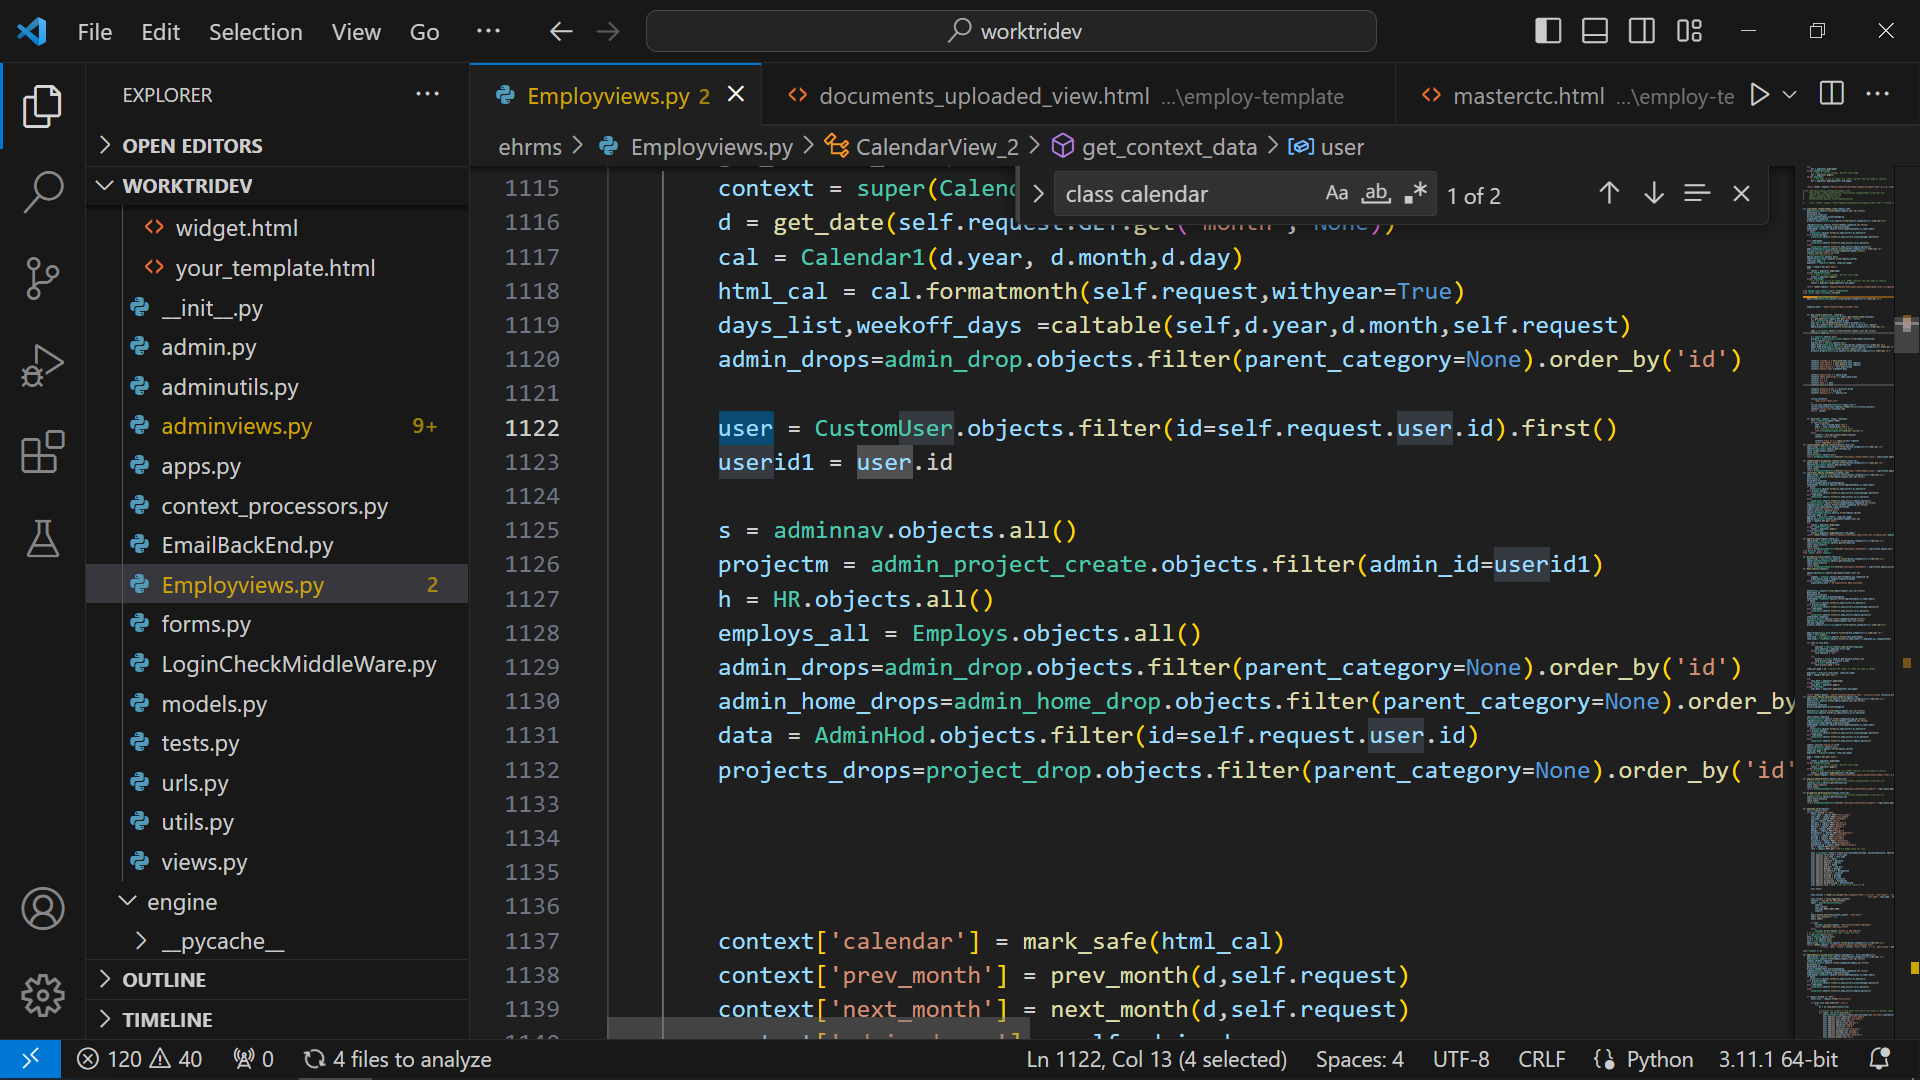 File Edit Selection View Go ... worktridev
EXPLORER ...
OPEN EDITORS
WORKTRIDEV
widget.html
your_template.html
__init__.py
admin.py
adminutils.py
adminviews.py 9+
apps.py
context_processors.py
EmailBackEnd.py
Employviews.py 2
forms.py
LoginCheckMiddleWare.py
models.py
tests.py
urls.py
utils.py
views.py
engine
__pycache__
OUTLINE
TIMELINE
Employviews.py 2 documents_uploaded_view.html ...\employ-template masterctc.html ...\employ-te
ehrms > Employviews.py > CalendarView_2 > get_context_data > user
class calendar Aa ab 1 of 2
1115 context = super(Calen
1116 d = get_date(self.request.GET.get('month', None))
1117 cal = Calendar1(d.year, d.month,d.day)
1118 html_cal = cal.formatmonth(self.request,withyear=True)
1119 days_list,weekoff_days =caltable(self,d.year,d.month,self.request)
1120 admin_drops=admin_drop.objects.filter(parent_category=None).order_by('id')
1121
1122 user = CustomUser.objects.filter(id=self.request.user.id).first()
1123 userid1 = user.id
1124
1125 s = adminnav.objects.all()
1126 projectm = admin_project_create.objects.filter(admin_id=userid1)
1127 h = HR.objects.all()
1128 employs_all = Employs.objects.all()
1129 admin_drops=admin_drop.objects.filter(parent_category=None).order_by('id')
1130 admin_home_drops=admin_home_drop.objects.filter(parent_category=None).order_by
1131 data = AdminHod.objects.filter(id=self.request.user.id)
1132 projects_drops=project_drop.objects.filter(parent_category=None).order_by('id'
1133
1134
1135
1136
1137 context['calendar'] = mark_safe(html_cal)
1138 context['prev_month'] = prev_month(d,self.request)
1139 context['next_month'] = next_month(d,self.request)
120 40 0 4 files to analyze Ln 1122, Col 13 (4 selected) Spaces: 4 UTF-8 CRLF Python 3.11.1 64-bit